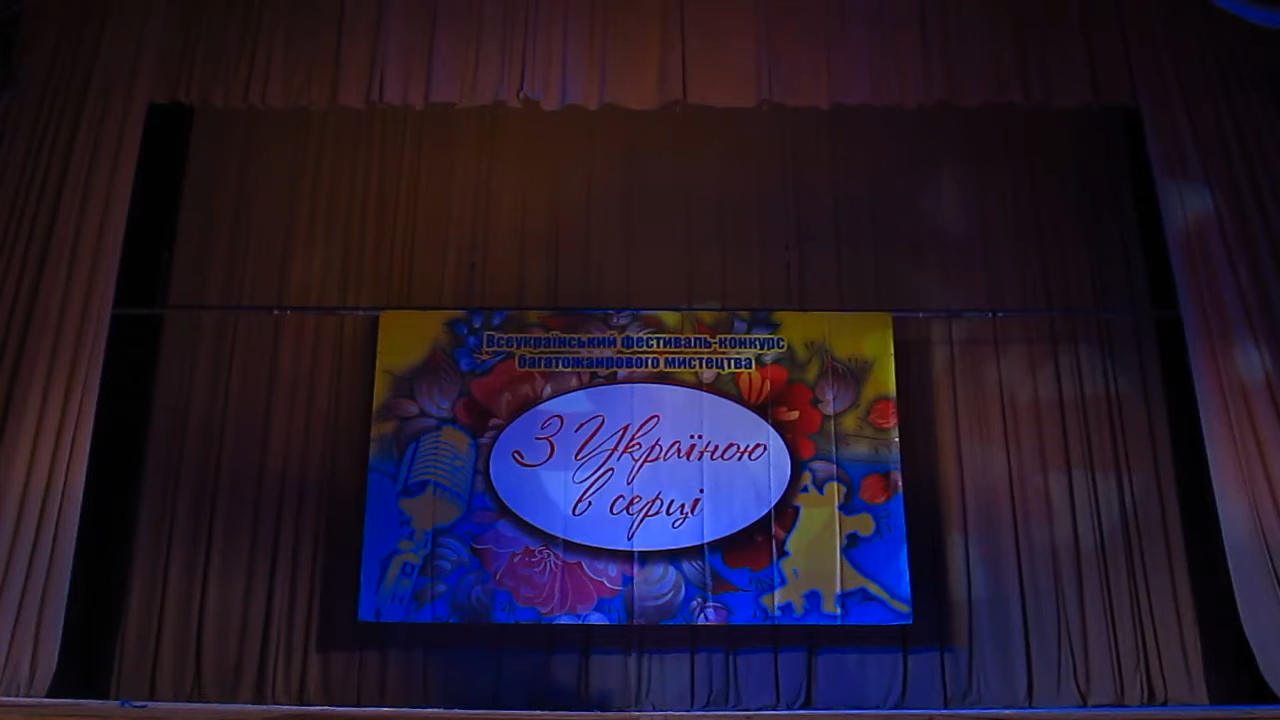 Всеукраїнський фестиваль-конкурс
багатожанрового мистецтва
З Україною
в серці